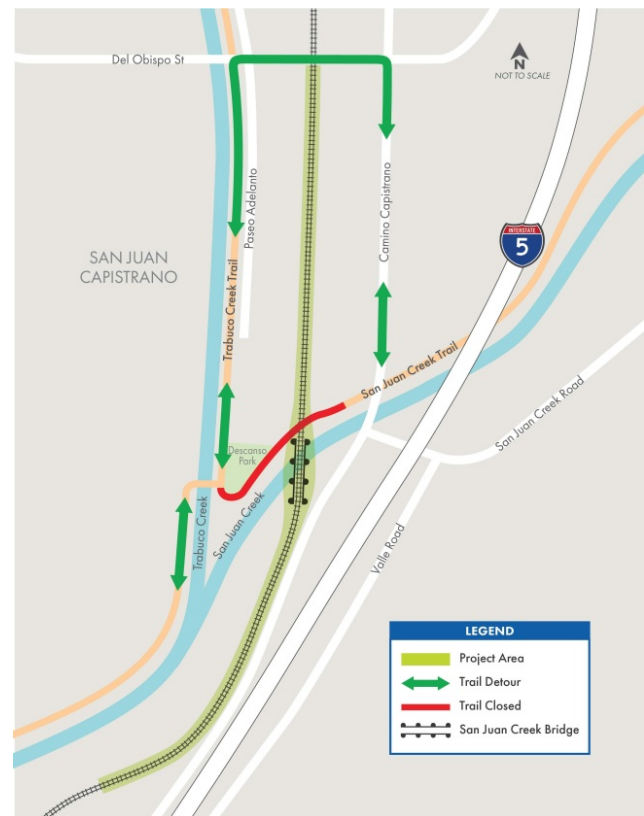 Del Obispo St
N
NOT TO SCALE
Paseo Adelanto
Camino Capistrano
INTERSTATE
5
SAN JUAN
CAPISTRANO
Trabuco Creek Trail
San Juan Creek Trail
San Juan Creek Road
Descanso
Park
San Juan Creek
Trabuco Creek
Valle Road
LEGEND
Project Area
Trail Detour
Trail Closed
San Juan Creek Bridge